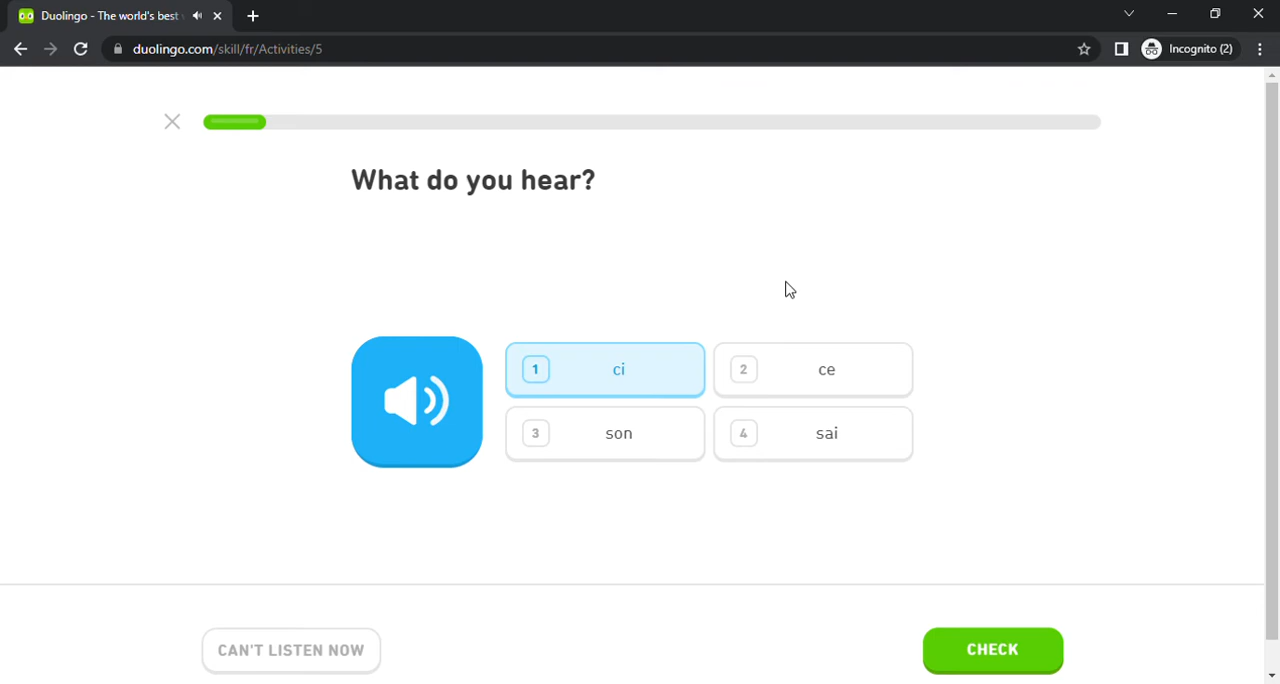 Duolingo - The world's best
duolingo.com/skill/fr/Activities/5
Incognito (2)
What do you hear?
1 ci
2 ce
3 son
4 sai
CAN'T LISTEN NOW
CHECK